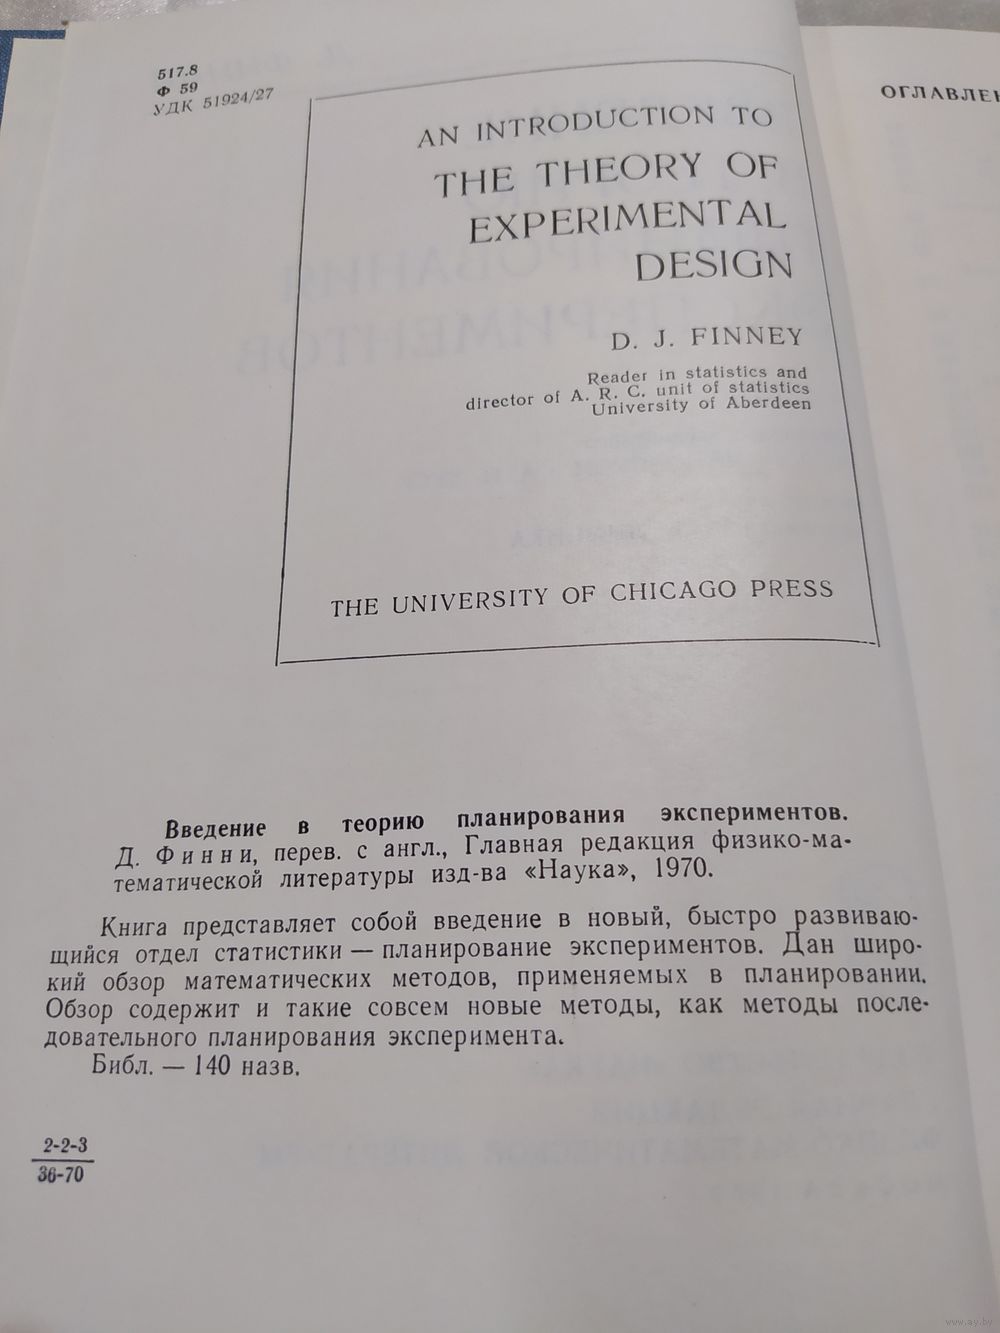 517.8
Ф 59
УДК 51924/27
ОГЛАВЛЕН
AN INTRODUCTION TO
THE THEORY OF
EXPERIMENTAL
DESIGN
D. J. FINNEY
Reader in statistics and
director of A. R. C. unit of statistics
University of Aberdeen
THE UNIVERSITY OF CHICAGO PRESS
Введение в теорию планирования экспериментов.
Д. Финни, перев. с англ., Главная редакция физико-ма-
тематической литературы изд-ва «Наука», 1970.
Книга представляет собой введение в новый, быстро развиваю-
щийся отдел статистики — планирование экспериментов. Дан широ-
кий обзор математических методов, применяемых в планировании.
Обзор содержит и такие совсем новые методы, как методы после-
довательного планирования эксперимента.
Библ. — 140 назв.
2-2-3
36-70
www.ay.by